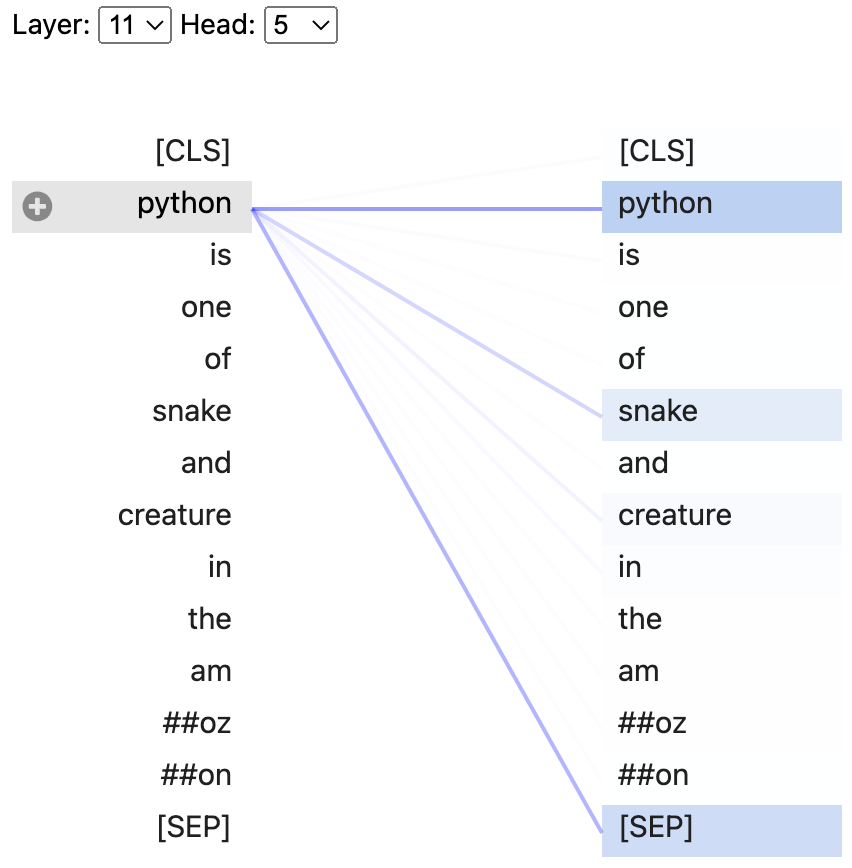 Layer: 11 Head: 5
[CLS] [CLS]
python python
is is
one one
of of
snake snake
and and
creature creature
in in
the the
am am
##oz ##oz
##on ##on
[SEP] [SEP]